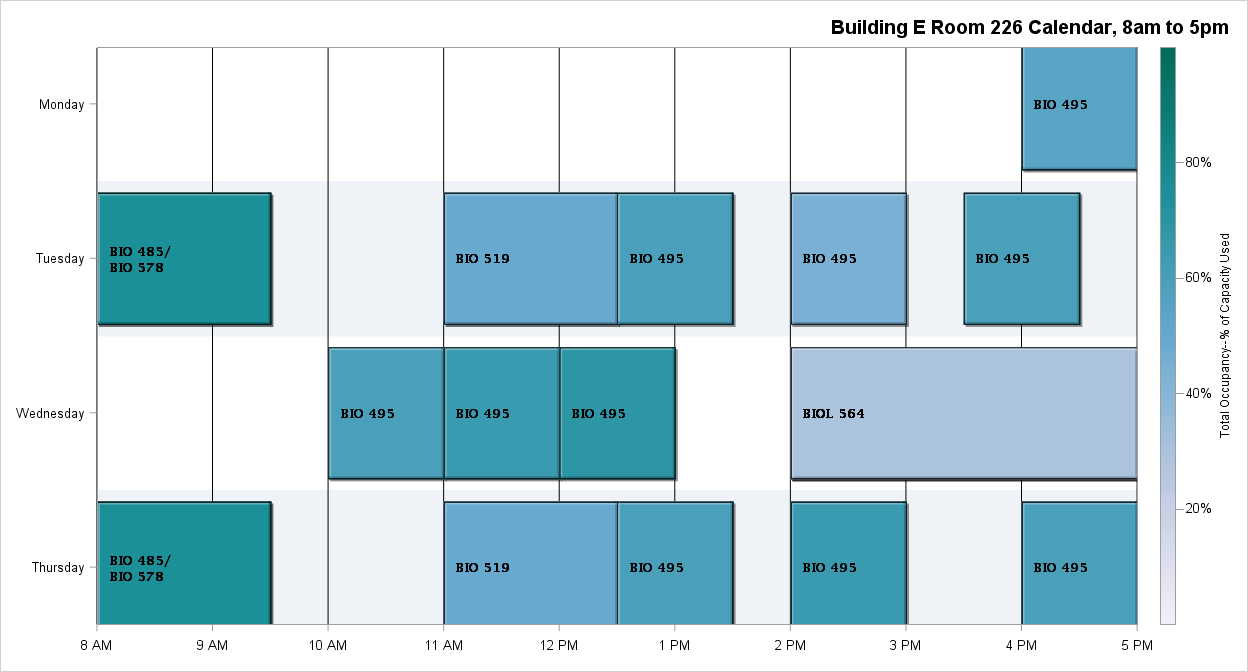 Building E Room 226 Calendar, 8am to 5pm
Monday
BIO 495
Tuesday
BIO 485/
BIO 578
BIO 519
BIO 495
BIO 495
BIO 495
Wednesday
BIO 495
BIO 495
BIO 495
BIOL 564
Thursday
BIO 485/
BIO 578
BIO 519
BIO 495
BIO 495
BIO 495
8 AM
9 AM
10 AM
11 AM
12 PM
1 PM
2 PM
3 PM
4 PM
5 PM
80%
60%
40%
20%
Total Occupancy--% of Capacity Used